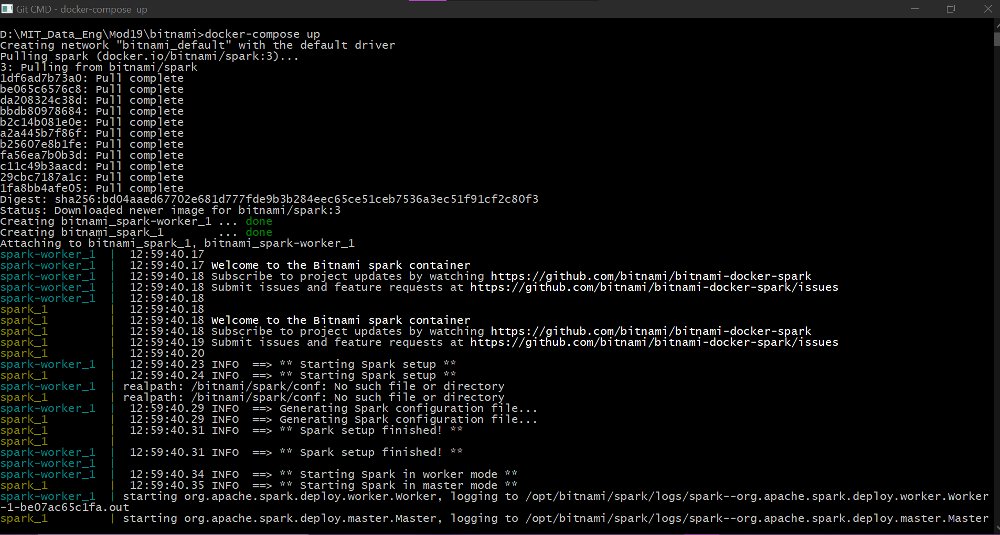 Git CMD - docker-compose  up
D:\MIT_Data_Eng\Mod19\bitnami>docker-compose up
Creating network "bitnami_default" with the default driver
Pulling spark (docker.io/bitnami/spark:3)...
3: Pulling from bitnami/spark
1df6ad7b73a0: Pull complete
be065c6576c8: Pull complete
da208324c38d: Pull complete
bbdb80978684: Pull complete
b2c14b081e0e: Pull complete
a2a445b7f86f: Pull complete
b25607e8b1fe: Pull complete
fa56ea7b0b3d: Pull complete
c11c49b3aacd: Pull complete
29cbc7187a1c: Pull complete
1fa8bb4afe05: Pull complete
Digest: sha256:bd04aaed67702e681d777fde9b3b284eec65ce51ceb7536a3ec51f91cf2c80f3
Status: Downloaded newer image for bitnami/spark:3
Creating bitnami_spark-worker_1 ... done
Creating bitnami_spark_1        ... done
Attaching to bitnami_spark_1, bitnami_spark-worker_1
spark-worker_1  |  12:59:40.17
spark-worker_1  |  12:59:40.17 Welcome to the Bitnami spark container
spark-worker_1  |  12:59:40.18 Subscribe to project updates by watching https://github.com/bitnami/bitnami-docker-spark
spark-worker_1  |  12:59:40.18 Submit issues and feature requests at https://github.com/bitnami/bitnami-docker-spark/issues
spark-worker_1  |  12:59:40.18
spark_1         |  12:59:40.18
spark_1         |  12:59:40.18 Welcome to the Bitnami spark container
spark_1         |  12:59:40.18 Subscribe to project updates by watching https://github.com/bitnami/bitnami-docker-spark
spark_1         |  12:59:40.19 Submit issues and feature requests at https://github.com/bitnami/bitnami-docker-spark/issues
spark_1         |  12:59:40.20
spark-worker_1  |  12:59:40.23 INFO  ==> ** Starting Spark setup **
spark_1         |  12:59:40.24 INFO  ==> ** Starting Spark setup **
spark-worker_1  | realpath: /bitnami/spark/conf: No such file or directory
spark_1         | realpath: /bitnami/spark/conf: No such file or directory
spark-worker_1  |  12:59:40.29 INFO  ==> Generating Spark configuration file...
spark_1         |  12:59:40.29 INFO  ==> Generating Spark configuration file...
spark_1         |  12:59:40.31 INFO  ==> ** Spark setup finished! **
spark_1         |
spark-worker_1  |  12:59:40.31 INFO  ==> ** Spark setup finished! **
spark-worker_1  |
spark-worker_1  |  12:59:40.34 INFO  ==> ** Starting Spark in worker mode **
spark_1         |  12:59:40.35 INFO  ==> ** Starting Spark in master mode **
spark-worker_1  | starting org.apache.spark.deploy.worker.Worker, logging to /opt/bitnami/spark/logs/spark--org.apache.spark.deploy.worker.Worker
-1-be07ac65c1fa.out
spark_1         | starting org.apache.spark.deploy.master.Master, logging to /opt/bitnami/spark/logs/spark--org.apache.spark.deploy.master.Master